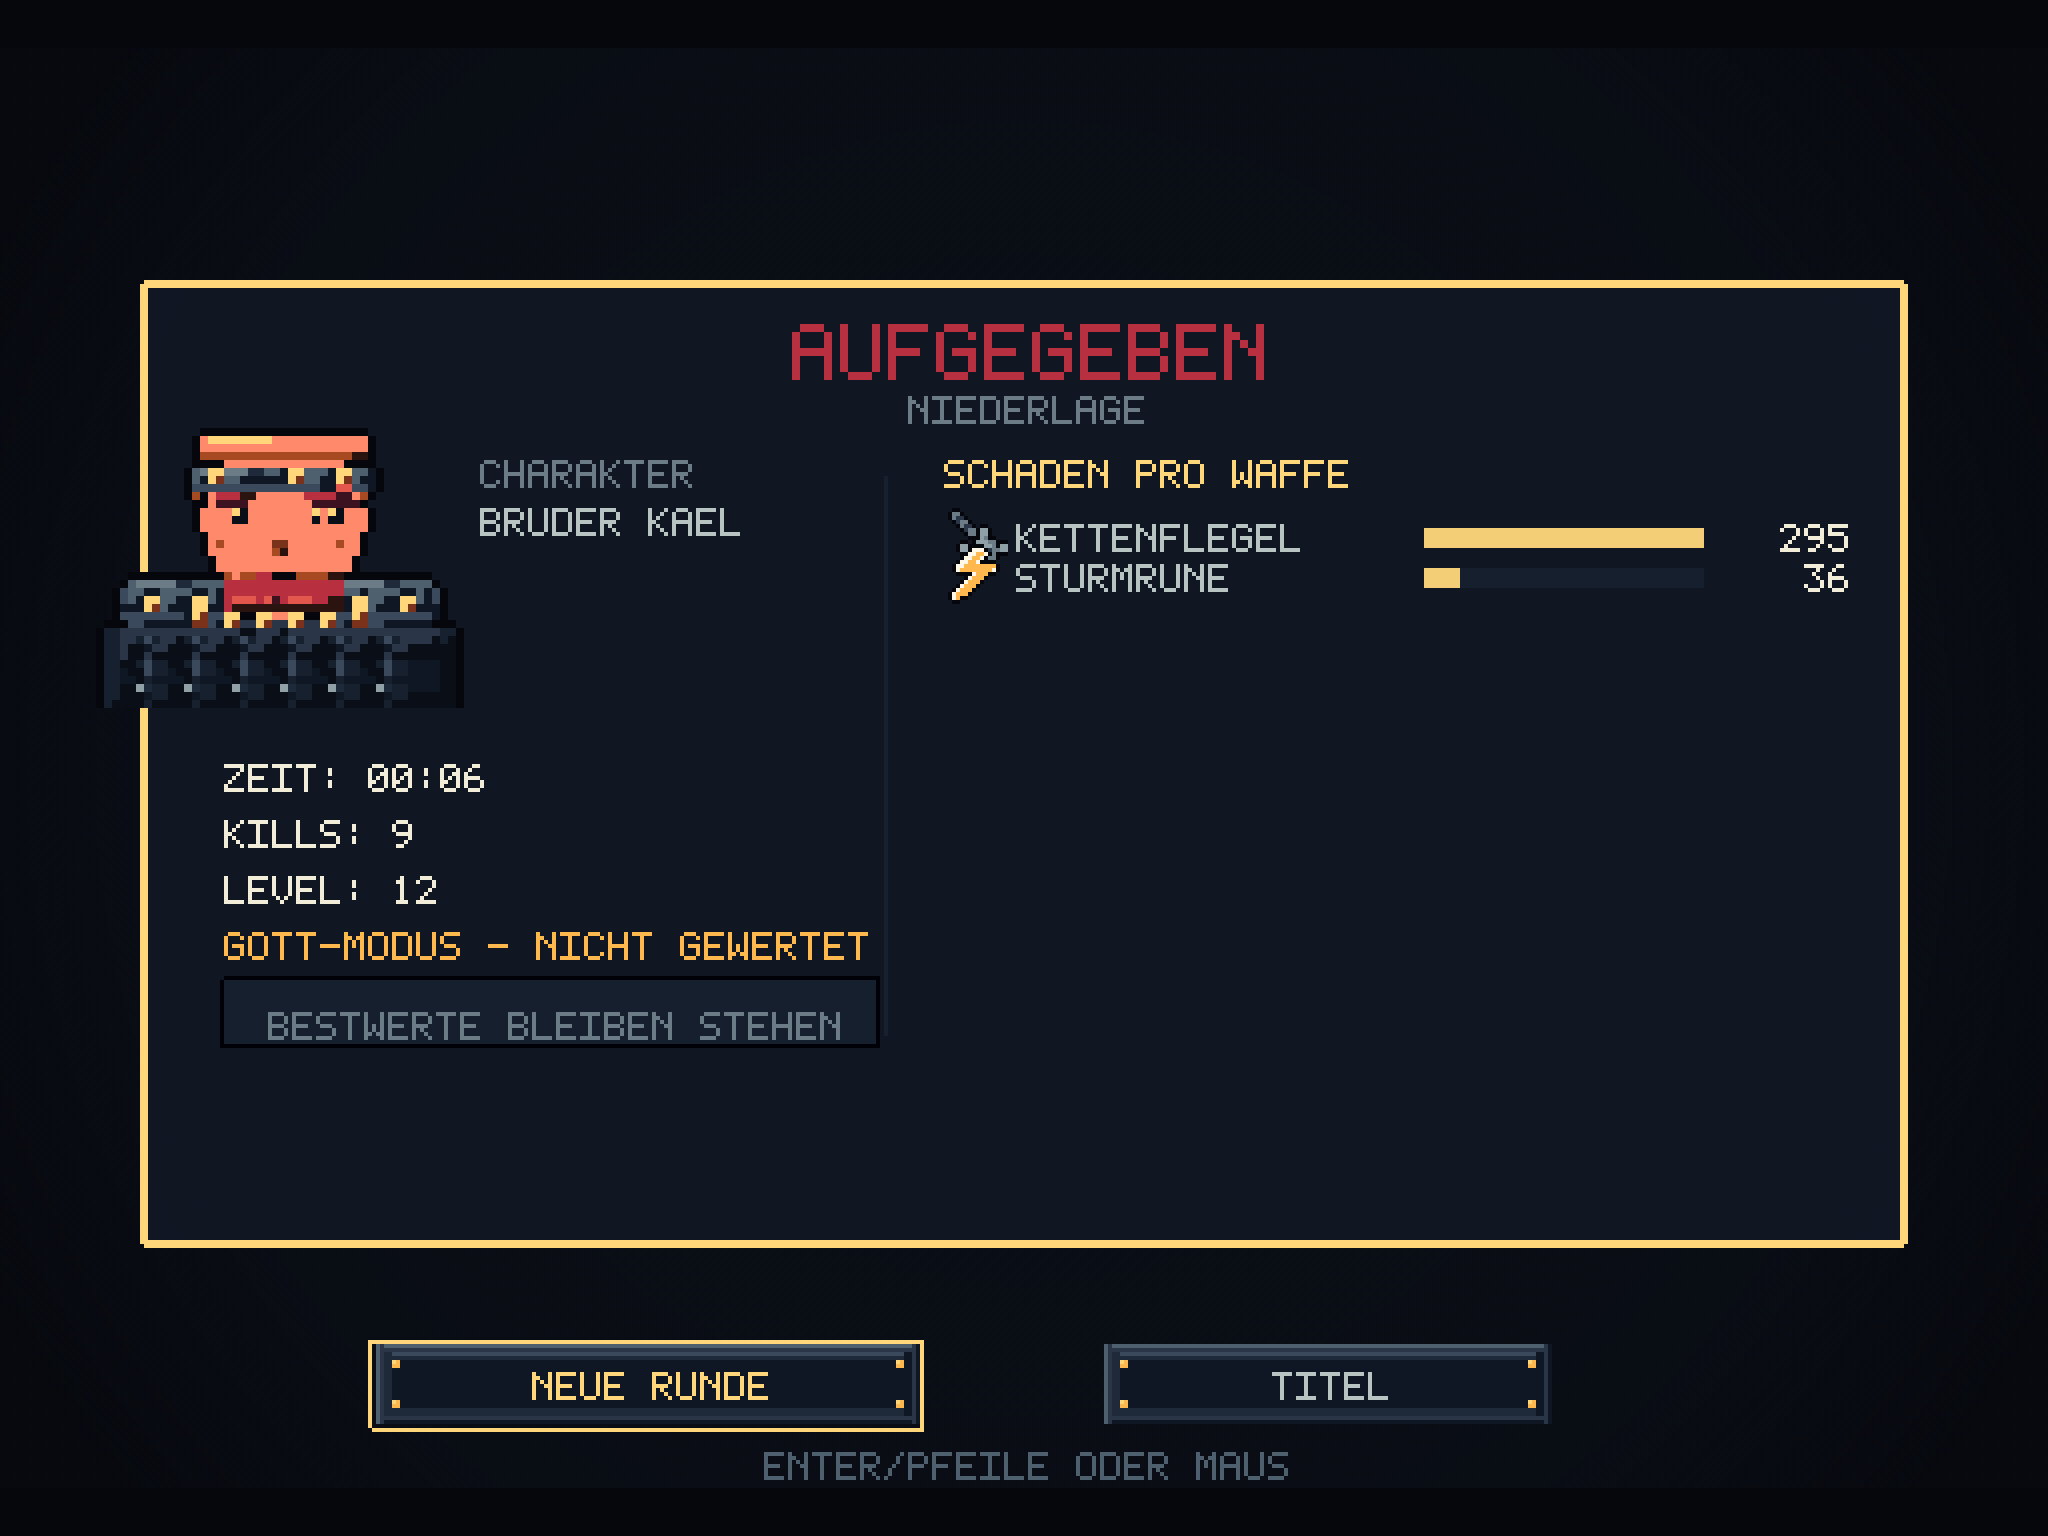 AUFGEGEBEN
NIEDERLAGE
CHARAKTER
BRUDER KAEL
ZEIT: 00:06
KILLS: 9
LEVEL: 12
GOTT-MODUS - NICHT GEWERTET
BESTWERTE BLEIBEN STEHEN
SCHADEN PRO WAFFE
KETTENFLEGEL 295
STURMRUNE 36
NEUE RUNDE
TITEL
ENTER/PFEILE ODER MAUS